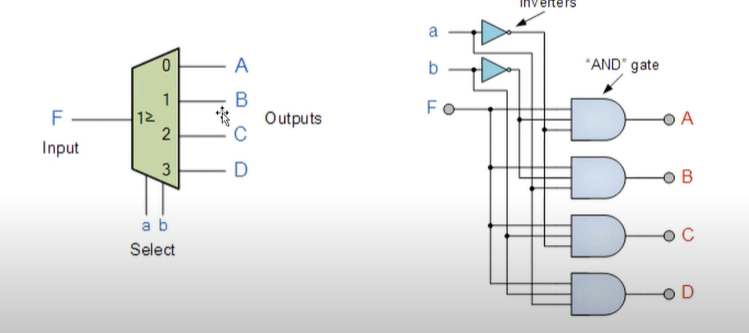 inverters
a
b
F
"AND" gate
A
B
C
D
F
Input
0
1
2
3
1≥
A
B
C
D
Outputs
a b
Select